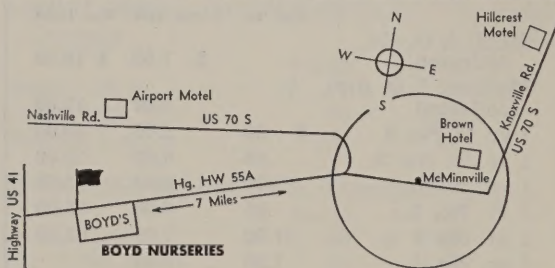 N
W
E
S
Hillcrest
Motel
Knoxville Rd.
US 70 S
Airport Motel
Nashville Rd.
US 70 S
Brown
Hotel
McMinnville
Hg. HW 55A
7 Miles
Highway US 41
BOYD'S
BOYD NURSERIES